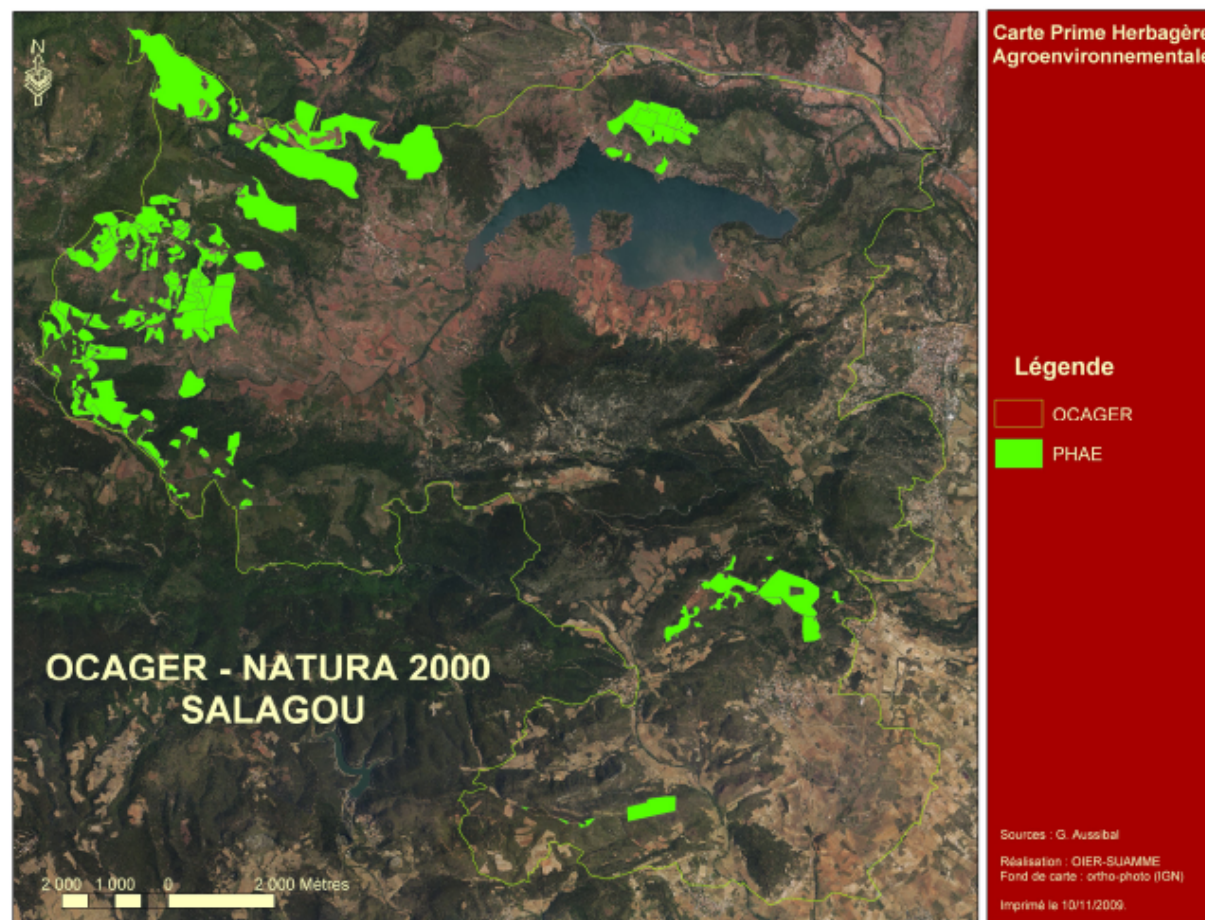 Carte Prime Herbagère
Agroenvironnementale
N
Légende
OCAGER
PHAE
OCAGER - NATURA 2000
SALAGOU
2 000 1 000 0 2 000 Mètres
Sources : G. Aussibal
Réalisation : OIER-SUAMME
Fond de carte : ortho-photo (IGN)
Imprimé le 10/11/2009.